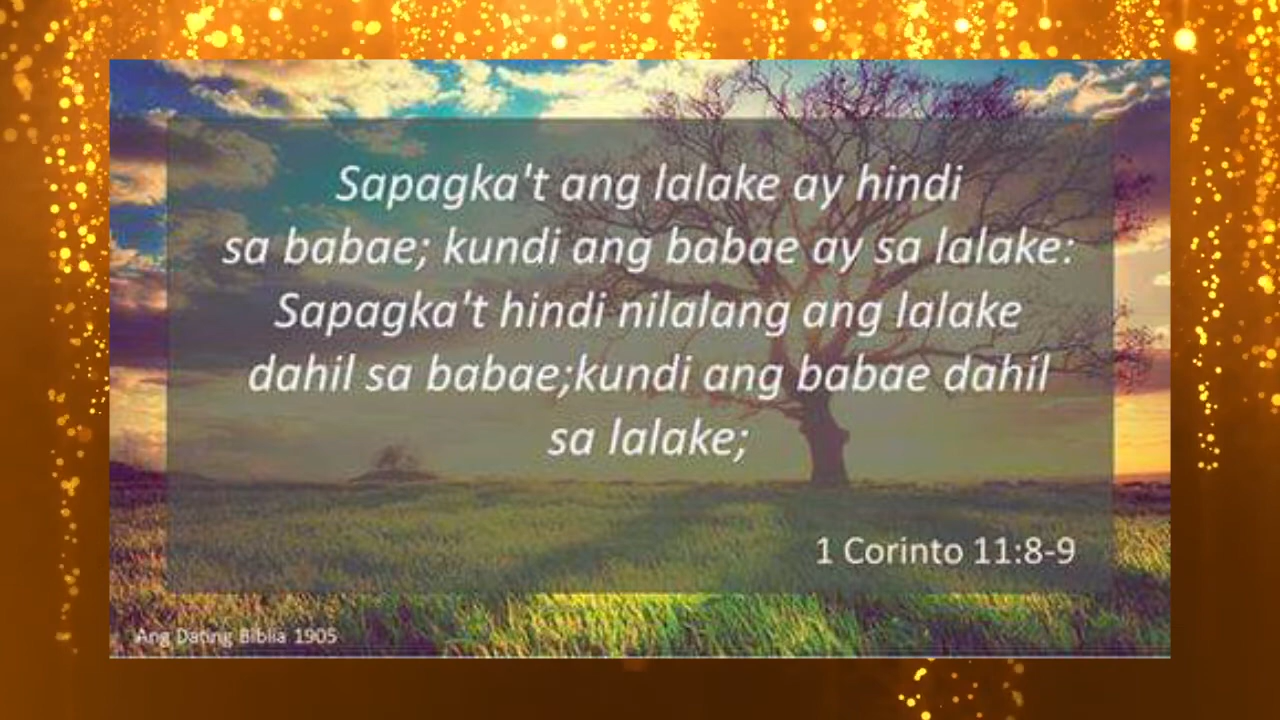 Sapagka't ang lalake ay hindi
sa babae; kundi ang babae ay sa lalake:
Sapagka't hindi nilalang ang lalake
dahil sa babae;kundi ang babae dahil
sa lalake;
1 Corinto 11:8-9
Ang Dating Biblia 1905